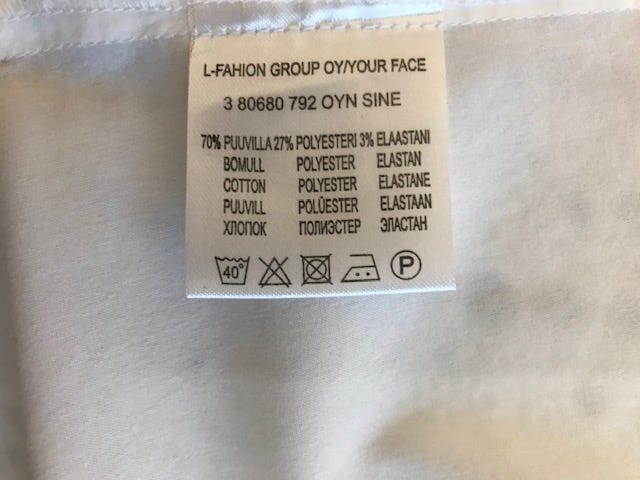 L-FAHION GROUP OY/YOUR FACE
3 80680 792 OYN SINE
70% PUUVILLA 27% POLYESTERI 3% ELAASTANI
BOMULL POLYESTER ELASTAN
COTTON POLYESTER ELASTANE
PUUVILL POLÜESTER ELASTAAN
ХЛОПОК ПОЛИЭСТЕР ЭЛАСТАН
40° P